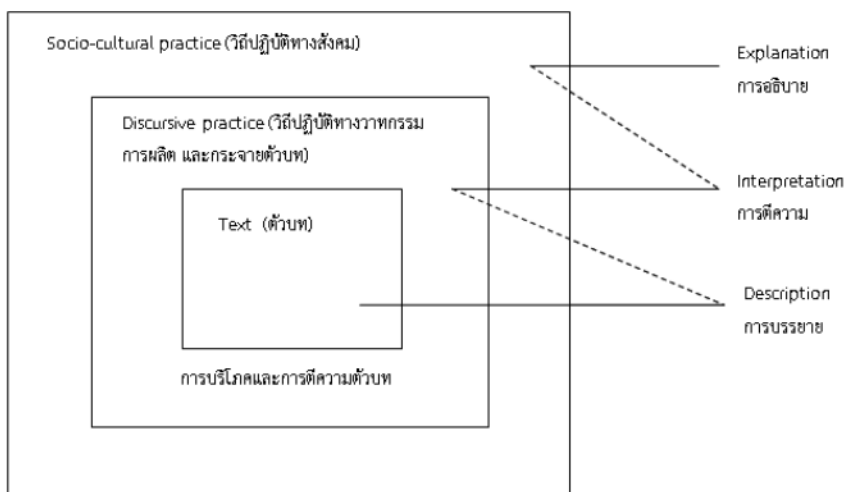 Socio-cultural practice (วิถีปฏิบัติทางสังคม)
Discursive practice (วิถีปฏิบัติทางวาทกรรม
การผลิต และกระจายตัวบท)
Text (ตัวบท)
การบริโภคและการตีความตัวบท
Explanation
การอธิบาย
Interpretation
การตีความ
Description
การบรรยาย